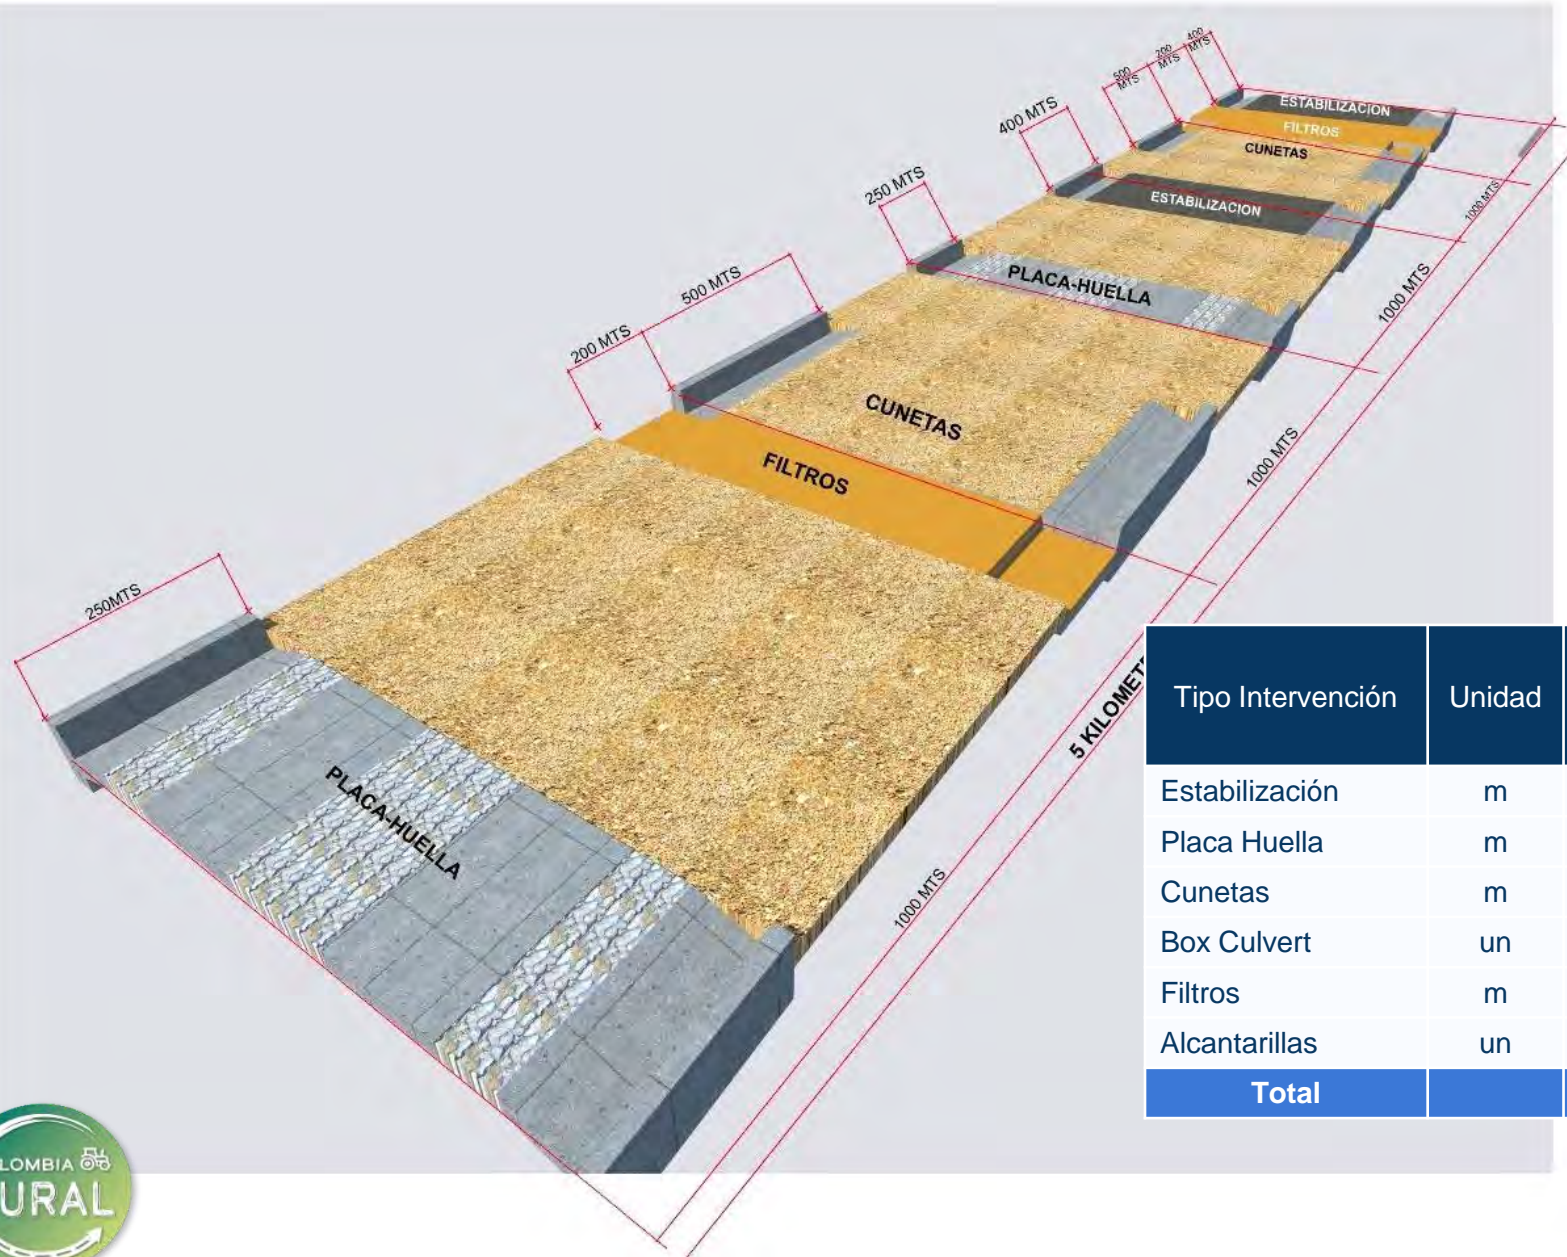 400
MTS
200
MTS
500
MTS
400 MTS
250 MTS
500 MTS
200 MTS
250MTS
ESTABILIZACION
FILTROS
CUNETAS
ESTABILIZACION
PLACA-HUELLA
CUNETAS
FILTROS
PLACA-HUELLA
1000 MTS
1000 MTS
1000 MTS
1000 MTS
5 KILOMET
Tipo Intervención Unidad
Estabilización m
Placa Huella m
Cunetas m
Box Culvert un
Filtros m
Alcantarillas un
Total
LOMBIA
URAL